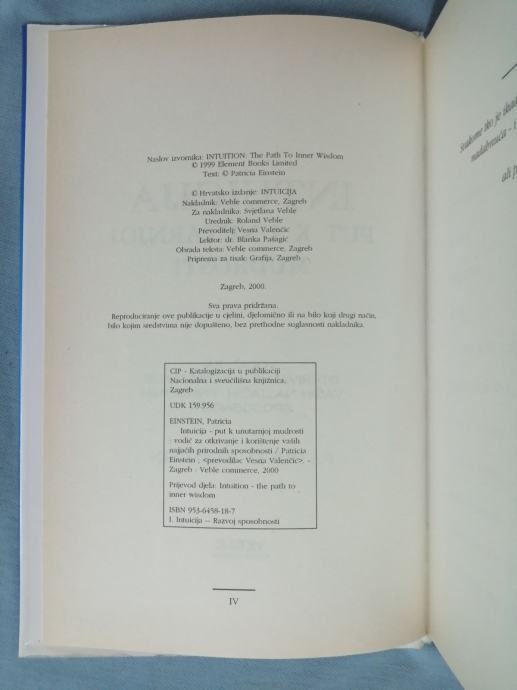 Naslov izvornika: INTUITION: The Path To Inner Wisdom
© 1999 Element Books Limited
Text: © Patricia Einstein
© Hrvatsko izdanje: INTUICIJA
Nakladnik: Veble commerce, Zagreb
Za nakladnika: Svjetlana Veble
Urednik: Roland Veble
Prevoditelj: Vesna Valenčić
Lektor: dr. Blanka Pašagić
Obrada teksta: Veble commerce, Zagreb
Priprema za tisak: Grafija, Zagreb
Zagreb, 2000.
Sva prava pridržana.
Reproduciranje ove publikacije u cjelini, djelomično ili na bilo koji drugi način,
bilo kojim sredstvima nije dopušteno, bez prethodne suglasnosti nakladnika.
CIP - Katalogizacija u publikaciji
Nacionalna i sveučilišna knjižnica,
Zagreb
UDK 159.956
EINSTEIN, Patricia
Intuicija - put k unutarnjoj mudrosti
: vodič za otkrivanje i korištenje vaših
najjačih prirodnih sposobnosti / Patricia
Einstein ; <prevodilac Vesna Valenčić>. -
Zagreb : Veble commerce, 2000
Prijevod djela: Intuition - the path to
inner wisdom
ISBN 953-6458-18-7
1. Intuicija -- Razvoj sposobnosti
IV
Svakome tko je ikada